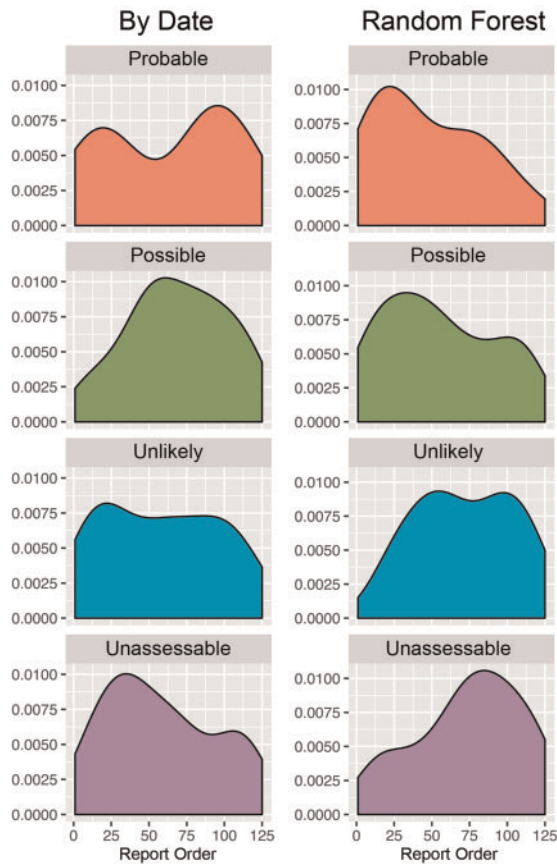 By Date Random Forest
Probable Probable
0.0100 0.0100
0.0075 0.0075
0.0050 0.0050
0.0025 0.0025
0.0000 0.0000
Possible Possible
0.0100 0.0100
0.0075 0.0075
0.0050 0.0050
0.0025 0.0025
0.0000 0.0000
Unlikely Unlikely
0.0100 0.0100
0.0075 0.0075
0.0050 0.0050
0.0025 0.0025
0.0000 0.0000
Unassessable Unassessable
0.0100 0.0100
0.0075 0.0075
0.0050 0.0050
0.0025 0.0025
0.0000 0.0000
0 25 50 75 100 125 0 25 50 75 100 125
Report Order Report Order